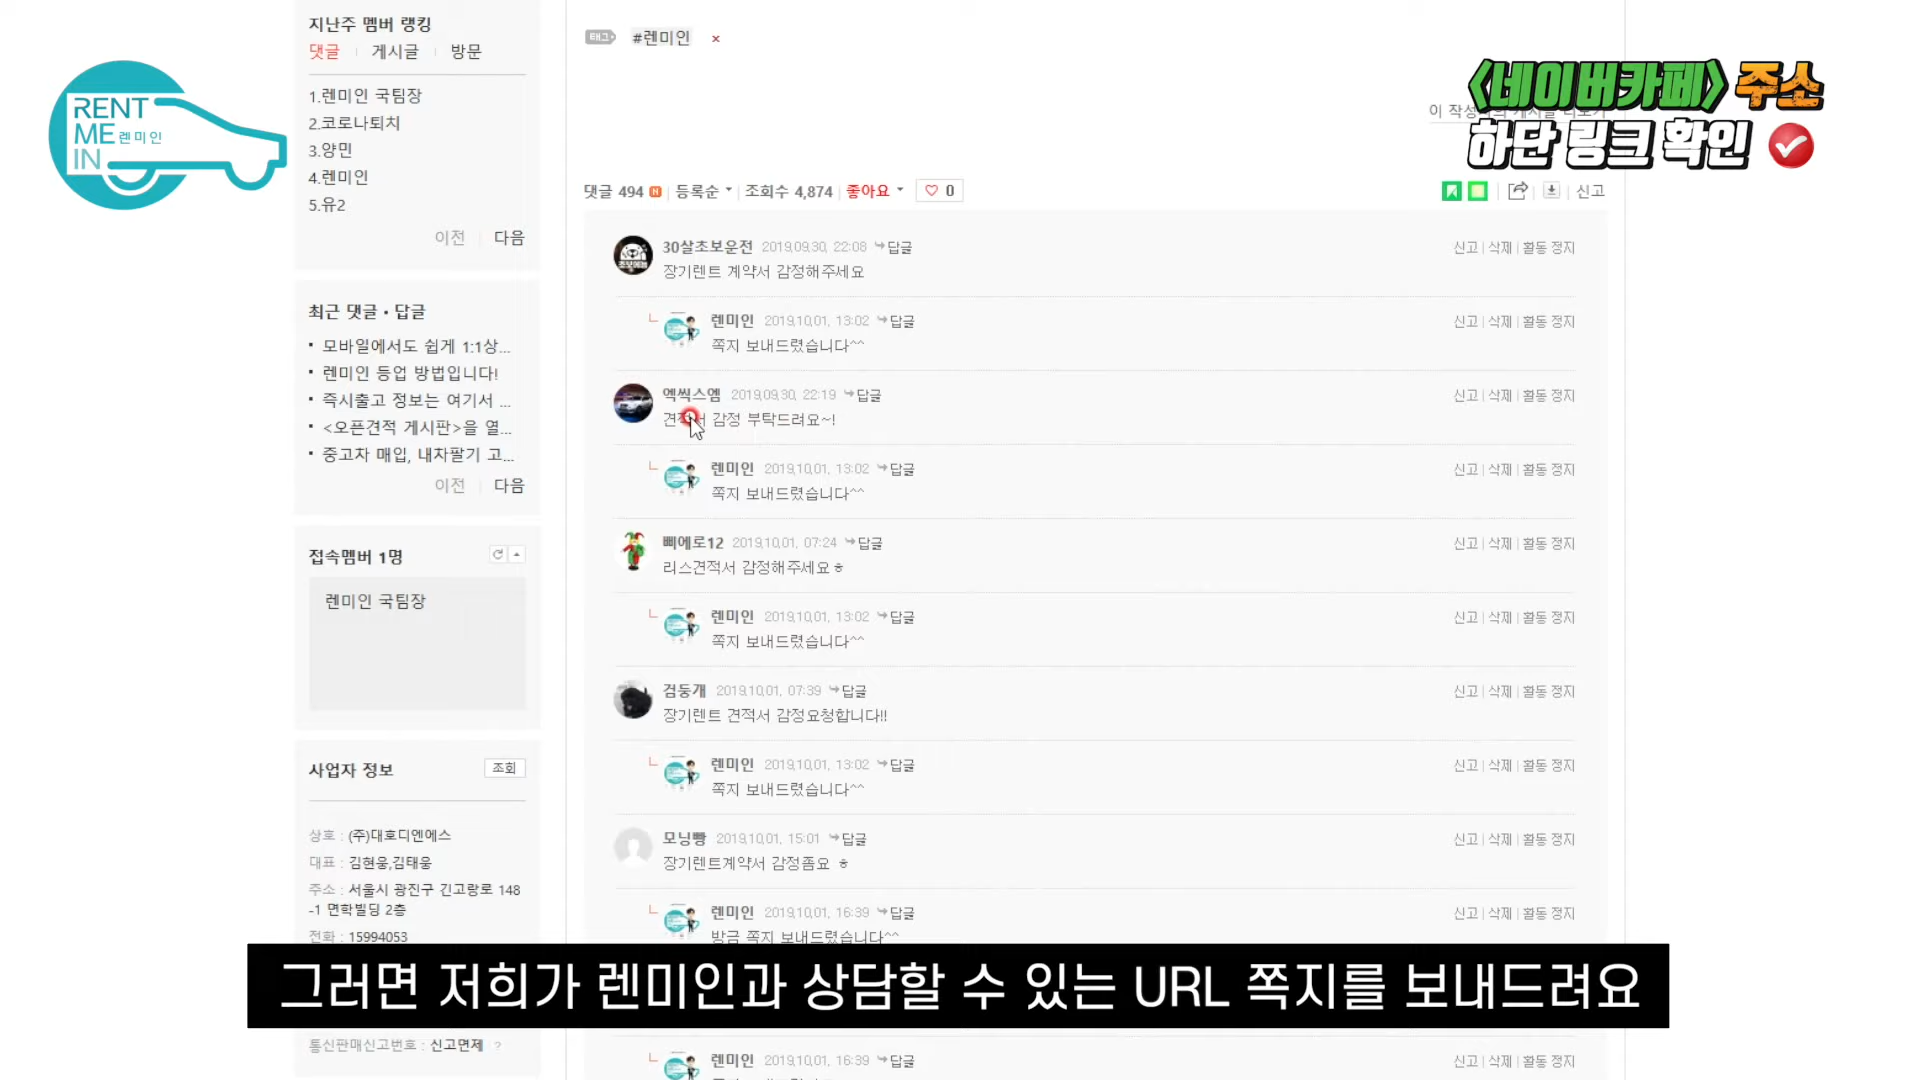 RENT
ME 렌미인
IN
〈네이버카페〉 주소
하단 링크 확인
지난주 멤버 랭킹
댓글 게시글 방문
1.렌미인 국팀장
2.코로나퇴치
3.양민
4.렌미인
5.유2
이전 다음
최근 댓글・답글
모바일에서도 쉽게 1:1상...
렌미인 등업 방법입니다!
즉시출고 정보는 여기서 ...
<오픈견적 게시판>을 열...
중고차 매입, 내차팔기 고...
이전 다음
접속멤버 1명
렌미인 국팀장
사업자 정보 조회
상호 : (주)대호디엔에스
대표 : 김현웅,김태웅
주소 : 서울시 광진구 긴고랑로 148
-1 면학빌딩 2층
전화 : 15994053
통신판매신고번호 : 신고면제 ?
태그 #렌미인 ×
댓글 494 N 등록순 조회수 4,874 좋아요 0 신고
30살초보운전 2019.09.30. 22:08 답글 신고 | 삭제 | 활동 정지
장기렌트 계약서 감정해주세요
렌미인 2019.10.01. 13:02 답글 신고 | 삭제 | 활동 정지
쪽지 보내드렸습니다^^
엑씩스엠 2019.09.30. 22:19 답글 신고 | 삭제 | 활동 정지
감정 부탁드려요~!
렌미인 2019.10.01. 13:02 답글 신고 | 삭제 | 활동 정지
쪽지 보내드렸습니다^^
삐에로12 2019.10.01. 07:24 답글 신고 | 삭제 | 활동 정지
리스견적서 감정해주세요ㅎ
렌미인 2019.10.01. 13:02 답글 신고 | 삭제 | 활동 정지
쪽지 보내드렸습니다^^
검둥개 2019.10.01. 07:39 답글 신고 | 삭제 | 활동 정지
장기렌트 견적서 감정요청합니다!!
렌미인 2019.10.01. 13:02 답글 신고 | 삭제 | 활동 정지
쪽지 보내드렸습니다^^
모닝빵 2019.10.01. 15:01 답글 신고 | 삭제 | 활동 정지
장기렌트계약서 감정좀요 ㅎ
렌미인 2019.10.01. 16:39 답글 신고 | 삭제 | 활동 정지
방금 쪽지 보내드렸습니다^^
그러면 저희가 렌미인과 상담할 수 있는 URL 쪽지를 보내드려요
렌미인 2019.10.01. 16:39 답글 신고 | 삭제 | 활동 정지